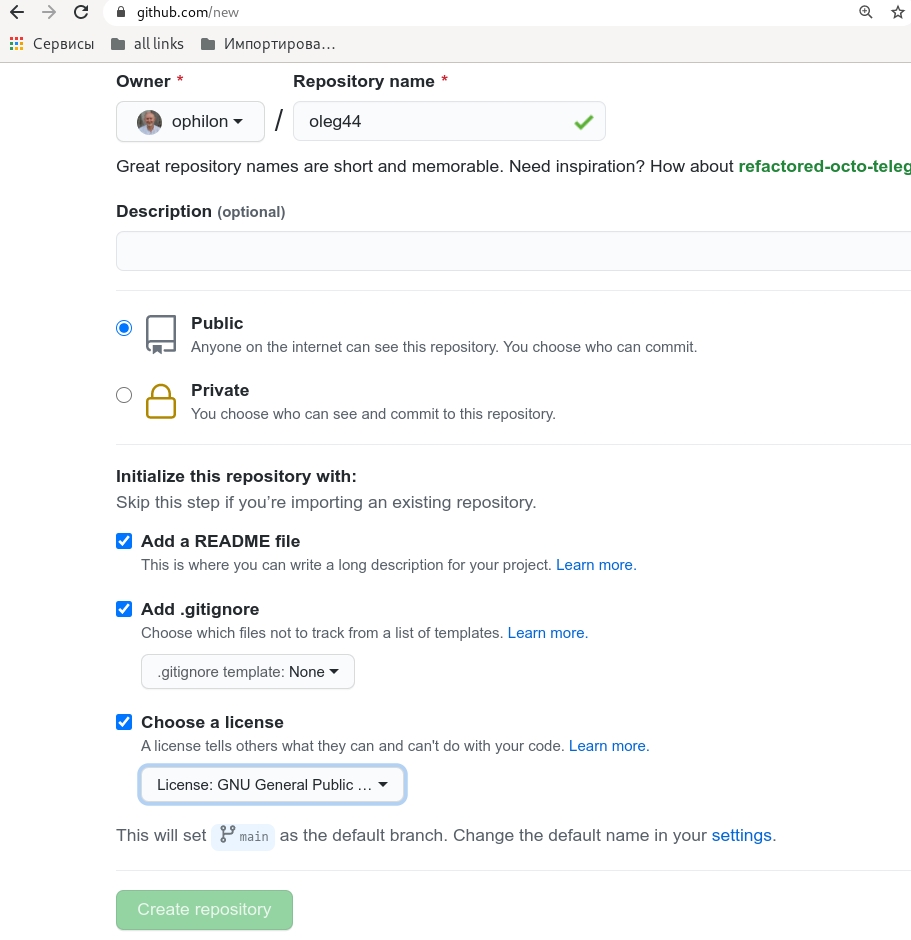 github.com/new
Сервисы all links Импортирова…
Owner * Repository name *
ophilon / oleg44
Great repository names are short and memorable. Need inspiration? How about refactored-octo-teleg
Description (optional)
Public
Anyone on the internet can see this repository. You choose who can commit.
Private
You choose who can see and commit to this repository.
Initialize this repository with:
Skip this step if you’re importing an existing repository.
Add a README file
This is where you can write a long description for your project. Learn more.
Add .gitignore
Choose which files not to track from a list of templates. Learn more.
.gitignore template: None
Choose a license
A license tells others what they can and can't do with your code. Learn more.
License: GNU General Public …
This will set main as the default branch. Change the default name in your settings.
Create repository